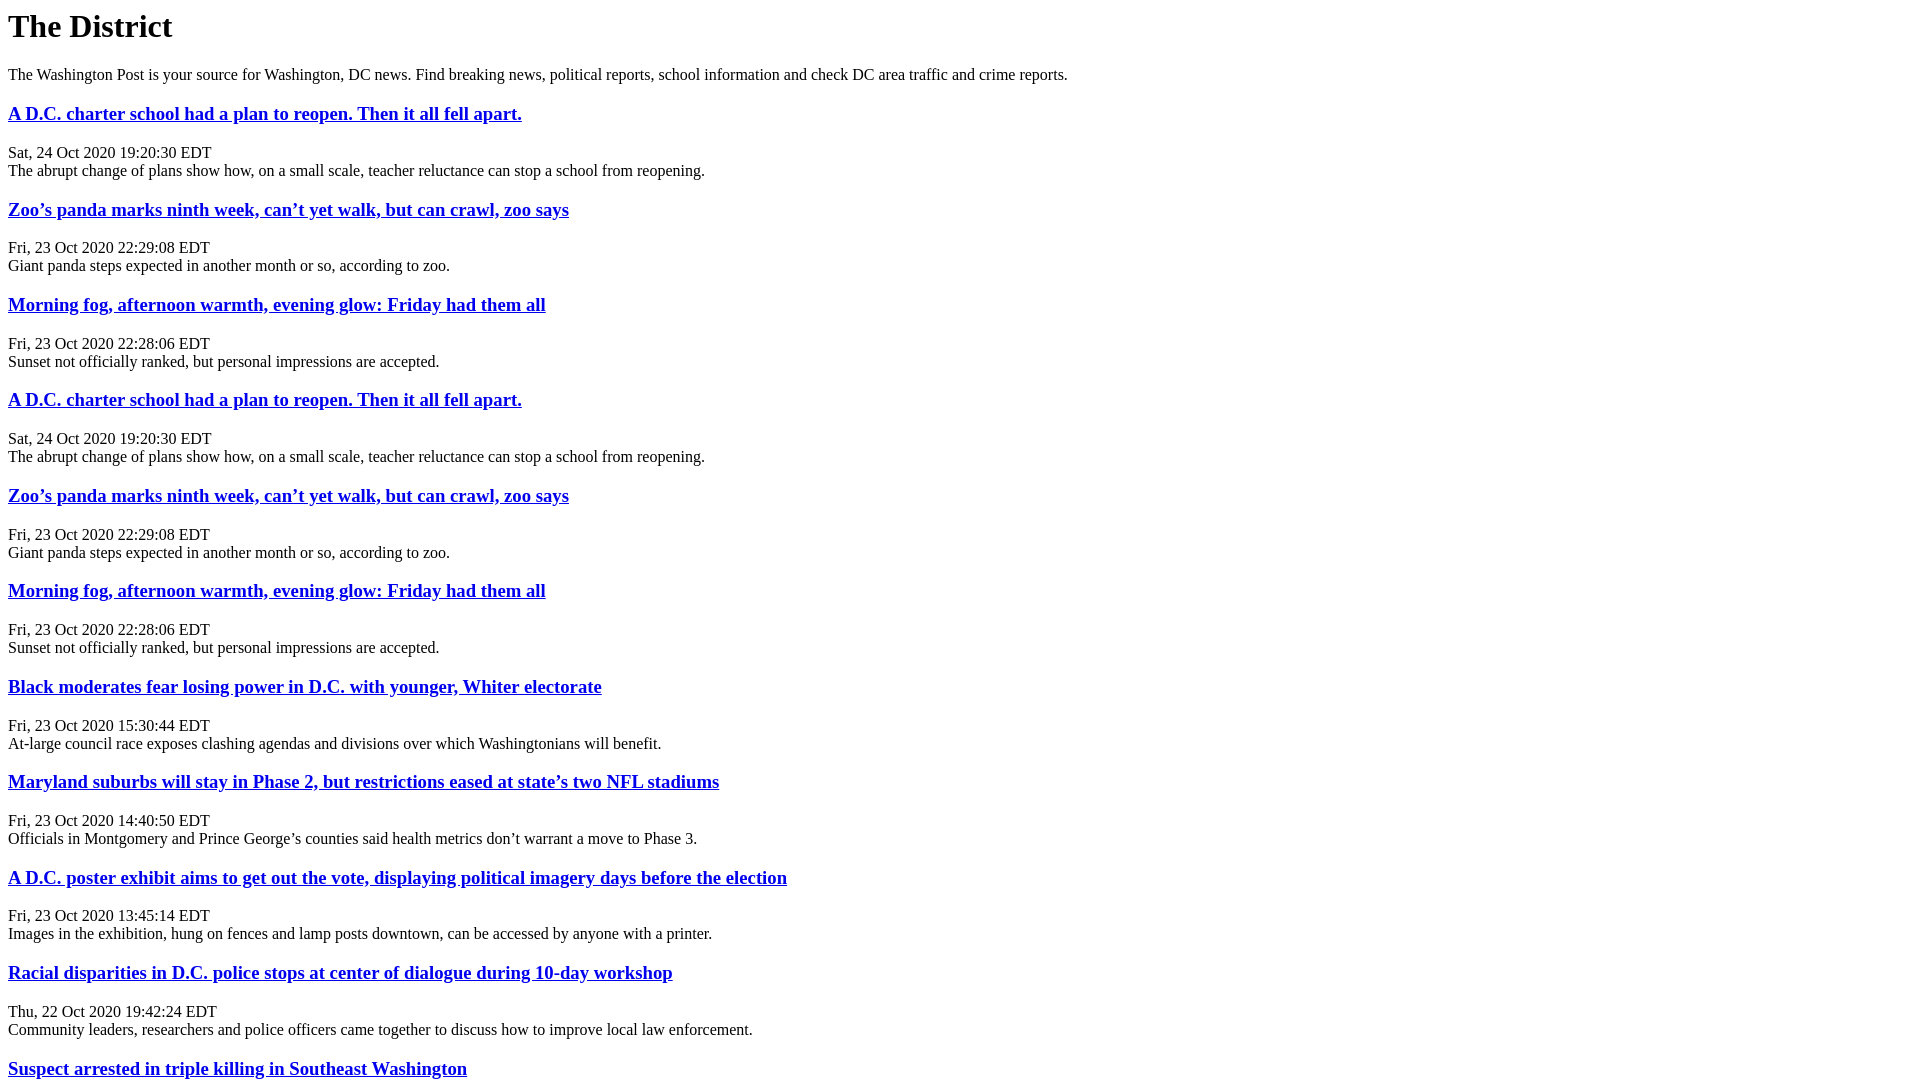 The District
The Washington Post is your source for Washington, DC news. Find breaking news, political reports, school information and check DC area traffic and crime reports.
A D.C. charter school had a plan to reopen. Then it all fell apart.
Sat, 24 Oct 2020 19:20:30 EDT
The abrupt change of plans show how, on a small scale, teacher reluctance can stop a school from reopening.
Zoo’s panda marks ninth week, can’t yet walk, but can crawl, zoo says
Fri, 23 Oct 2020 22:29:08 EDT
Giant panda steps expected in another month or so, according to zoo.
Morning fog, afternoon warmth, evening glow: Friday had them all
Fri, 23 Oct 2020 22:28:06 EDT
Sunset not officially ranked, but personal impressions are accepted.
A D.C. charter school had a plan to reopen. Then it all fell apart.
Sat, 24 Oct 2020 19:20:30 EDT
The abrupt change of plans show how, on a small scale, teacher reluctance can stop a school from reopening.
Zoo’s panda marks ninth week, can’t yet walk, but can crawl, zoo says
Fri, 23 Oct 2020 22:29:08 EDT
Giant panda steps expected in another month or so, according to zoo.
Morning fog, afternoon warmth, evening glow: Friday had them all
Fri, 23 Oct 2020 22:28:06 EDT
Sunset not officially ranked, but personal impressions are accepted.
Black moderates fear losing power in D.C. with younger, Whiter electorate
Fri, 23 Oct 2020 15:30:44 EDT
At-large council race exposes clashing agendas and divisions over which Washingtonians will benefit.
Maryland suburbs will stay in Phase 2, but restrictions eased at state’s two NFL stadiums
Fri, 23 Oct 2020 14:40:50 EDT
Officials in Montgomery and Prince George’s counties said health metrics don’t warrant a move to Phase 3.
A D.C. poster exhibit aims to get out the vote, displaying political imagery days before the election
Fri, 23 Oct 2020 13:45:14 EDT
Images in the exhibition, hung on fences and lamp posts downtown, can be accessed by anyone with a printer.
Racial disparities in D.C. police stops at center of dialogue during 10-day workshop
Thu, 22 Oct 2020 19:42:24 EDT
Community leaders, researchers and police officers came together to discuss how to improve local law enforcement.
Suspect arrested in triple killing in Southeast Washington